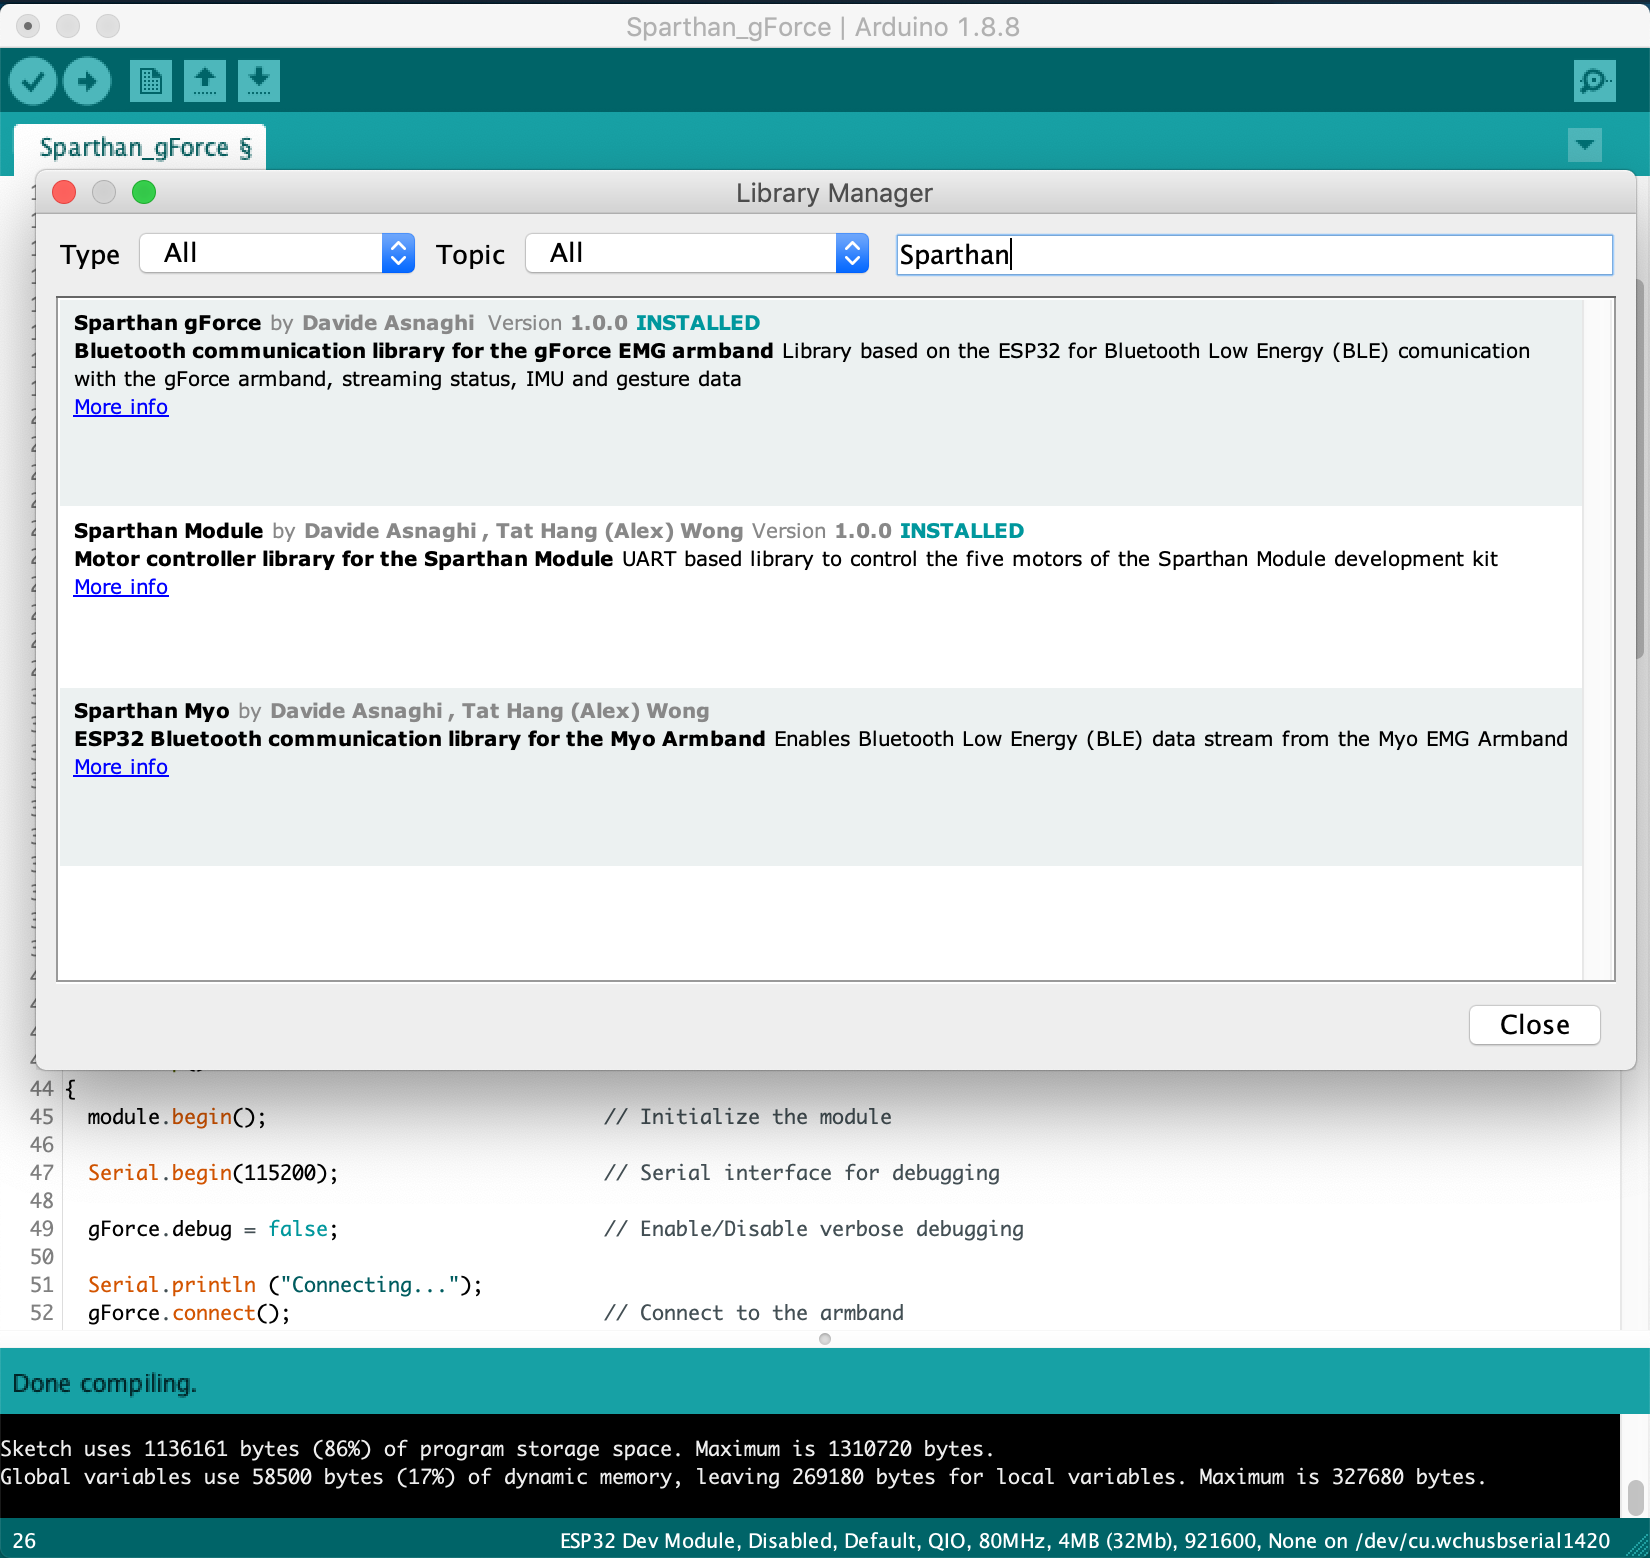 Sparthan_gForce | Arduino 1.8.8
Sparthan_gForce §
Library Manager
Type All Topic All Sparthan
Sparthan gForce by Davide Asnaghi Version 1.0.0 INSTALLED
Bluetooth communication library for the gForce EMG armband Library based on the ESP32 for Bluetooth Low Energy (BLE) comunication
with the gForce armband, streaming status, IMU and gesture data
More info
Sparthan Module by Davide Asnaghi , Tat Hang (Alex) Wong Version 1.0.0 INSTALLED
Motor controller library for the Sparthan Module UART based library to control the five motors of the Sparthan Module development kit
More info
Sparthan Myo by Davide Asnaghi , Tat Hang (Alex) Wong
ESP32 Bluetooth communication library for the Myo Armband Enables Bluetooth Low Energy (BLE) data stream from the Myo EMG Armband
More info
Close
44 {
45 module.begin(); // Initialize the module
46
47 Serial.begin(115200); // Serial interface for debugging
48
49 gForce.debug = false; // Enable/Disable verbose debugging
50
51 Serial.println ("Connecting...");
52 gForce.connect(); // Connect to the armband
Done compiling.
Sketch uses 1136161 bytes (86%) of program storage space. Maximum is 1310720 bytes.
Global variables use 58500 bytes (17%) of dynamic memory, leaving 269180 bytes for local variables. Maximum is 327680 bytes.
26 ESP32 Dev Module, Disabled, Default, QIO, 80MHz, 4MB (32Mb), 921600, None on /dev/cu.wchusbserial1420